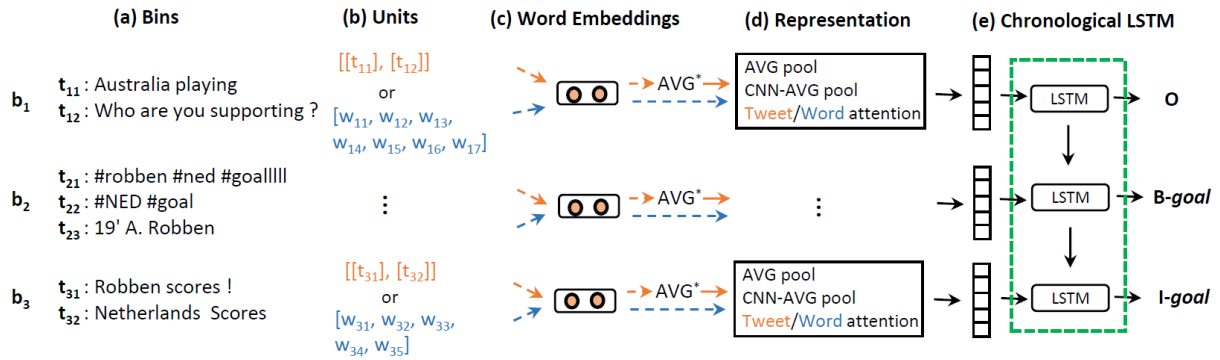 (a) Bins (b) Units (c) Word Embeddings (d) Representation (e) Chronological LSTM
b1
t11 : Australia playing
t12 : Who are you supporting ?
[[t11], [t12]]
or
[w11, w12, w13,
w14, w15, w16, w17]
AVG*
AVG pool
CNN-AVG pool
Tweet/Word attention
LSTM
O
b2
t21 : #robben #ned #goalllll
t22 : #NED #goal
t23 : 19' A. Robben
⋮
AVG*
⋮
LSTM
B-goal
b3
t31 : Robben scores !
t32 : Netherlands Scores
[[t31], [t32]]
or
[w31, w32, w33,
w34, w35]
AVG*
AVG pool
CNN-AVG pool
Tweet/Word attention
LSTM
I-goal